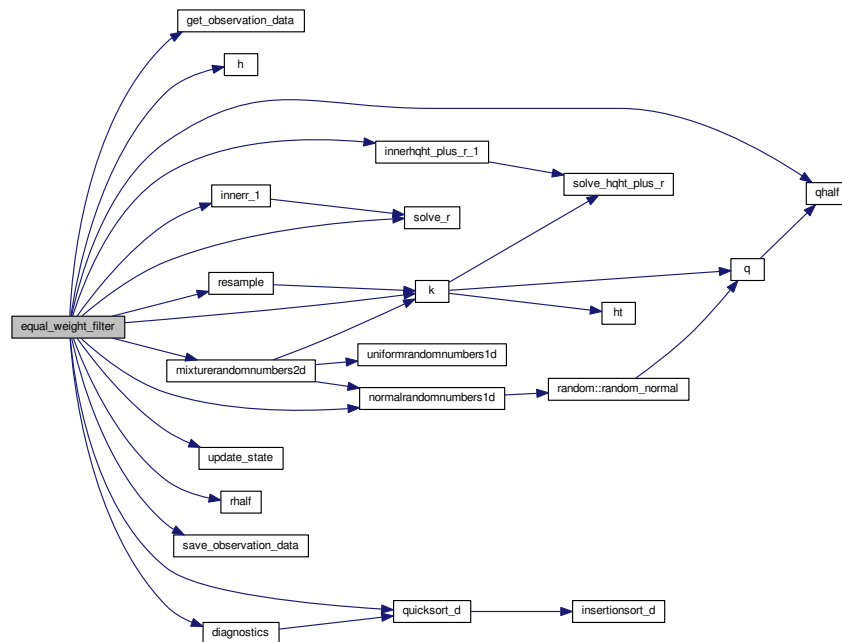 get_observation_data
h
innerhqht_plus_r_1
solve_hqht_plus_r
qhalf
innerr_1
solve_r
q
resample
k
ht
equal_weight_filter
uniformrandomnumbers1d
mixturerandomnumbers2d
random::random_normal
normalrandomnumbers1d
update_state
rhalf
save_observation_data
quicksort_d
insertionsort_d
diagnostics